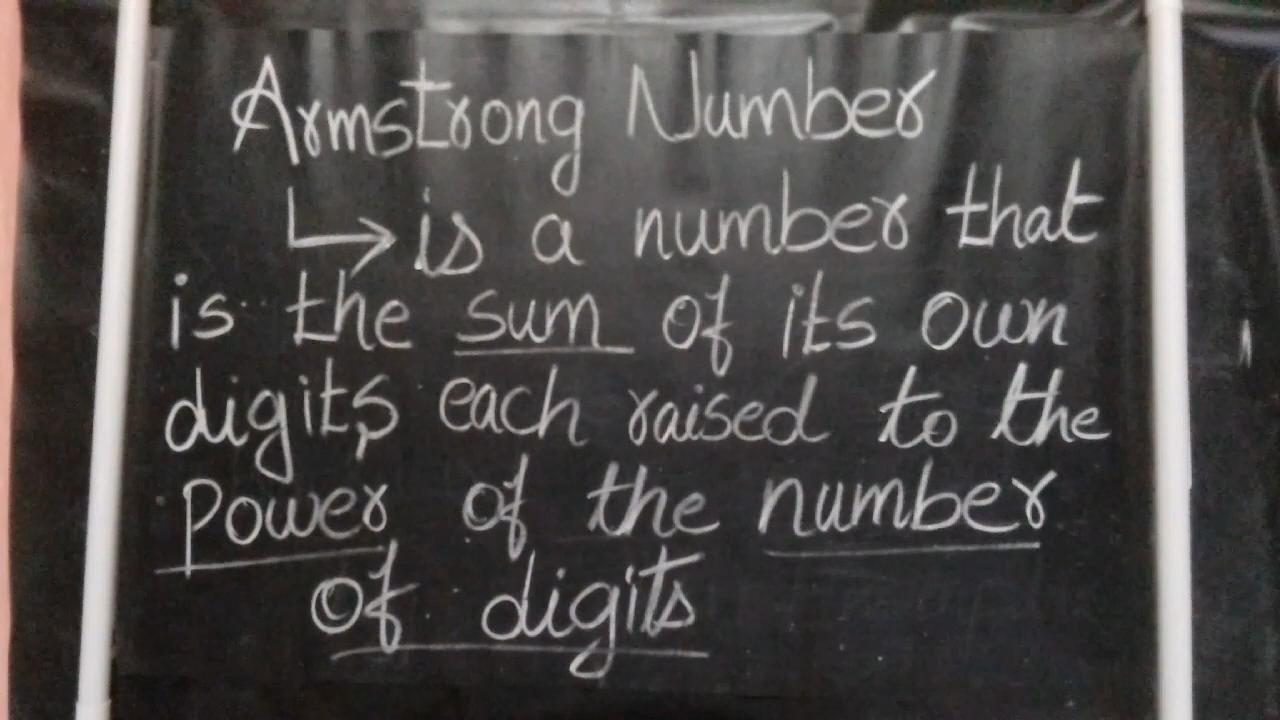 Armstrong Number
↳ is a number that
is the sum of its own
digits each raised to the
power of the number
of digits